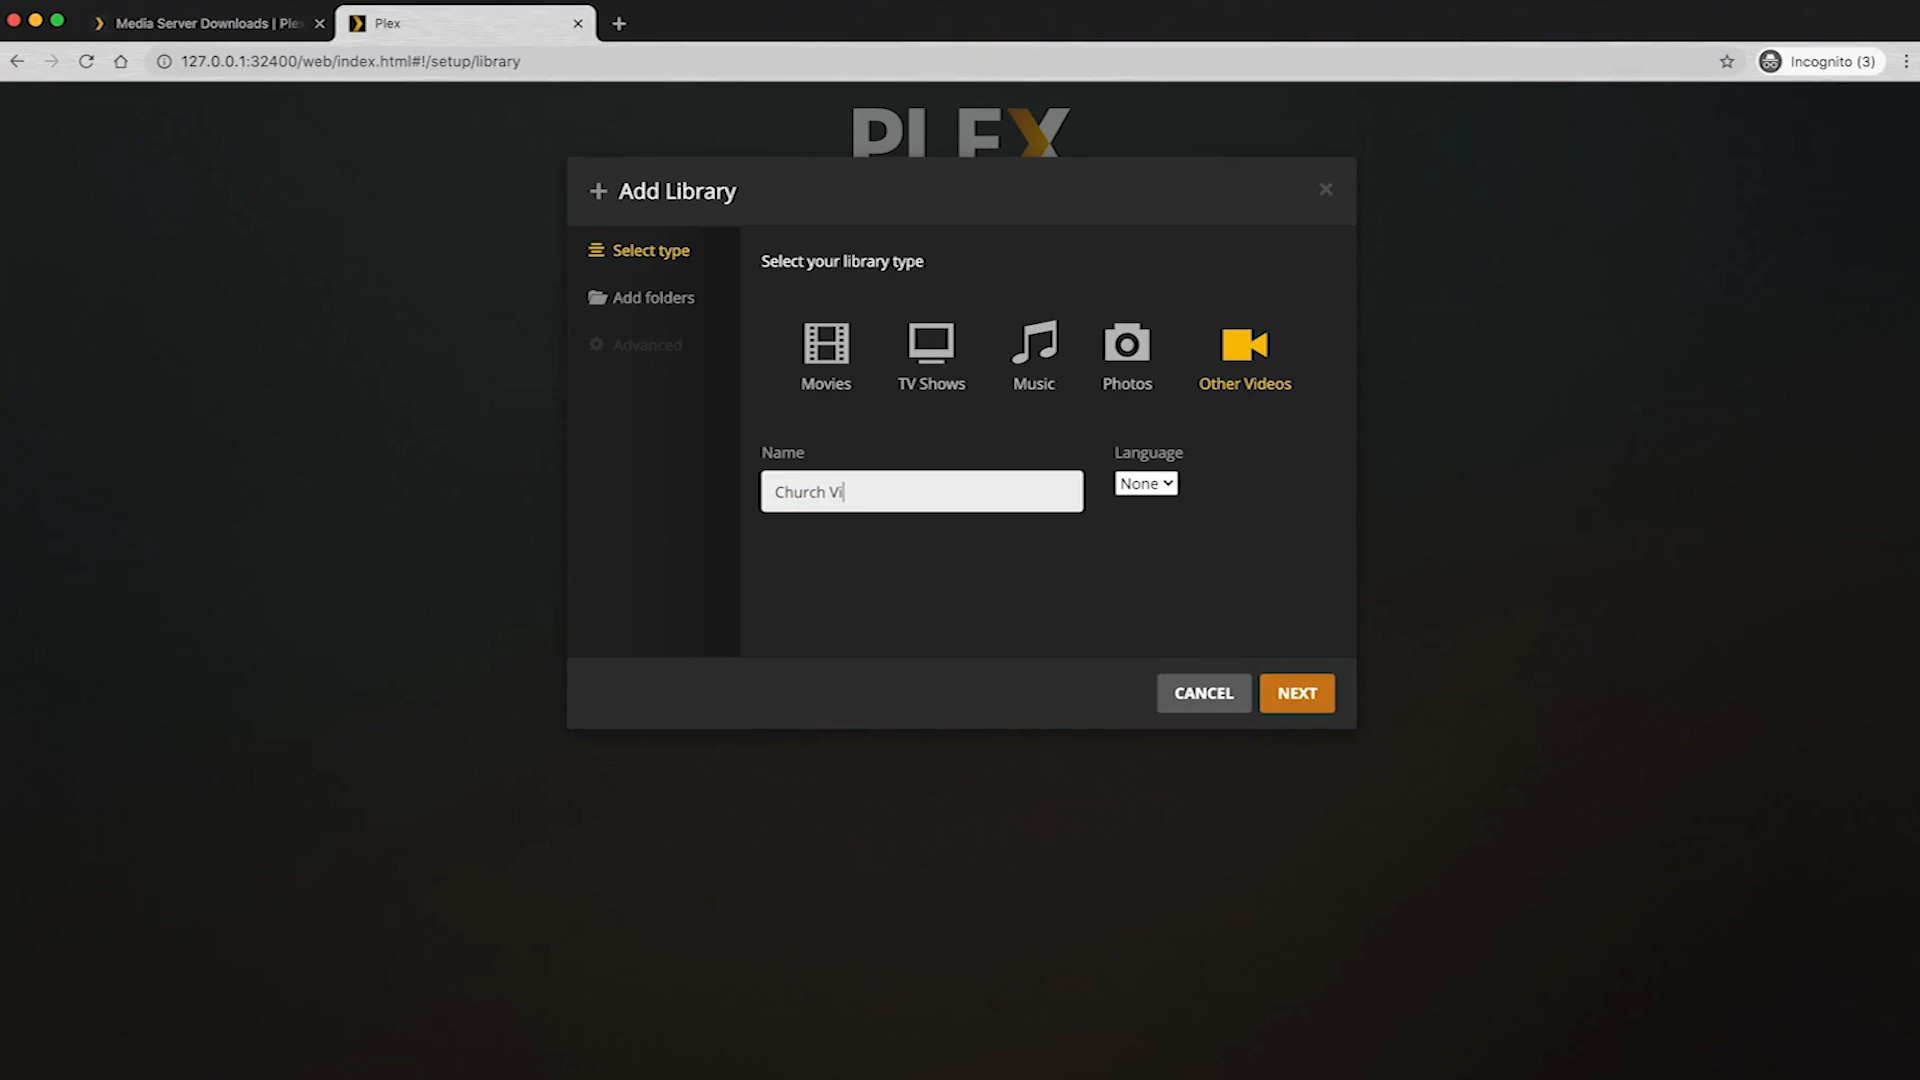 Media Server Downloads | Plex
Plex
127.0.0.1:32400/web/index.html#!/setup/library
Incognito (3)
PLEX
Add Library
Select type
Add folders
Advanced
Select your library type
Movies
TV Shows
Music
Photos
Other Videos
Name
Language
Church Vi
None
CANCEL
NEXT